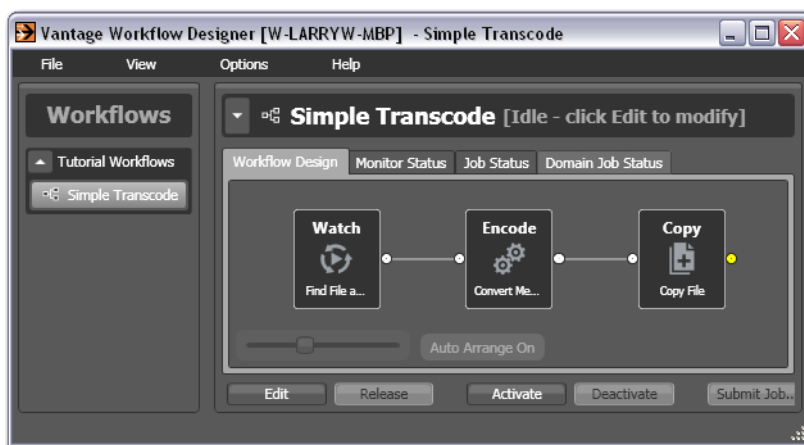 Vantage Workflow Designer [W-LARRYW-MBP] - Simple Transcode
File View Options Help
Workflows
Tutorial Workflows
Simple Transcode
Simple Transcode [Idle - click Edit to modify]
Workflow Design Monitor Status Job Status Domain Job Status
Watch Encode Copy
Find File a... Convert Me... Copy File
Auto Arrange On
Edit Release Activate Deactivate Submit Job..